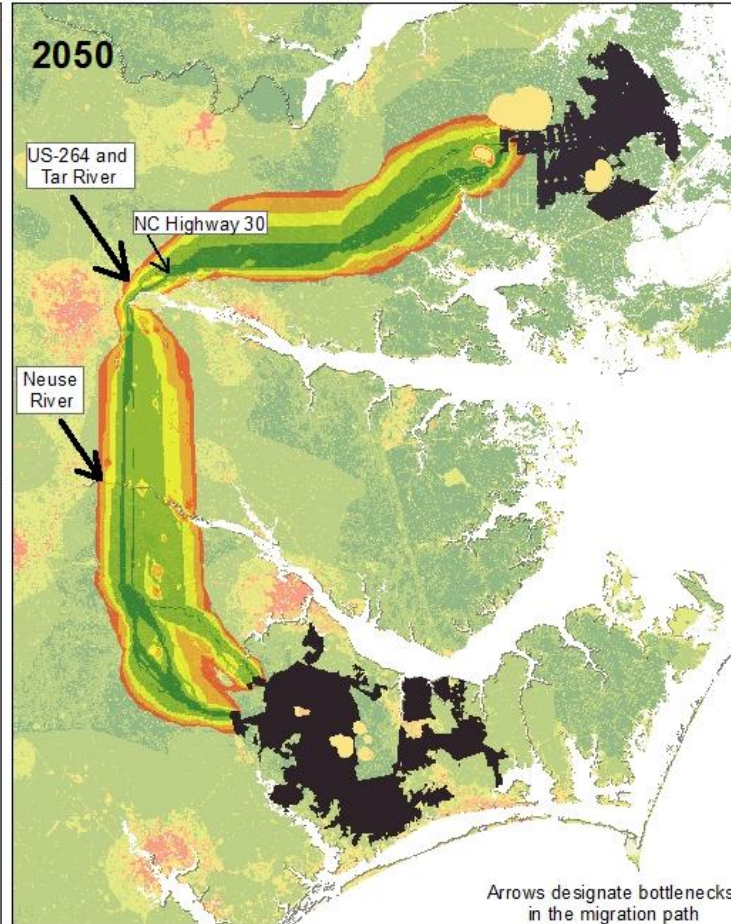 2050
US-264 and
Tar River
NC Highway 30
Neuse
River
Arrows designate bottlenecks
in the migration path